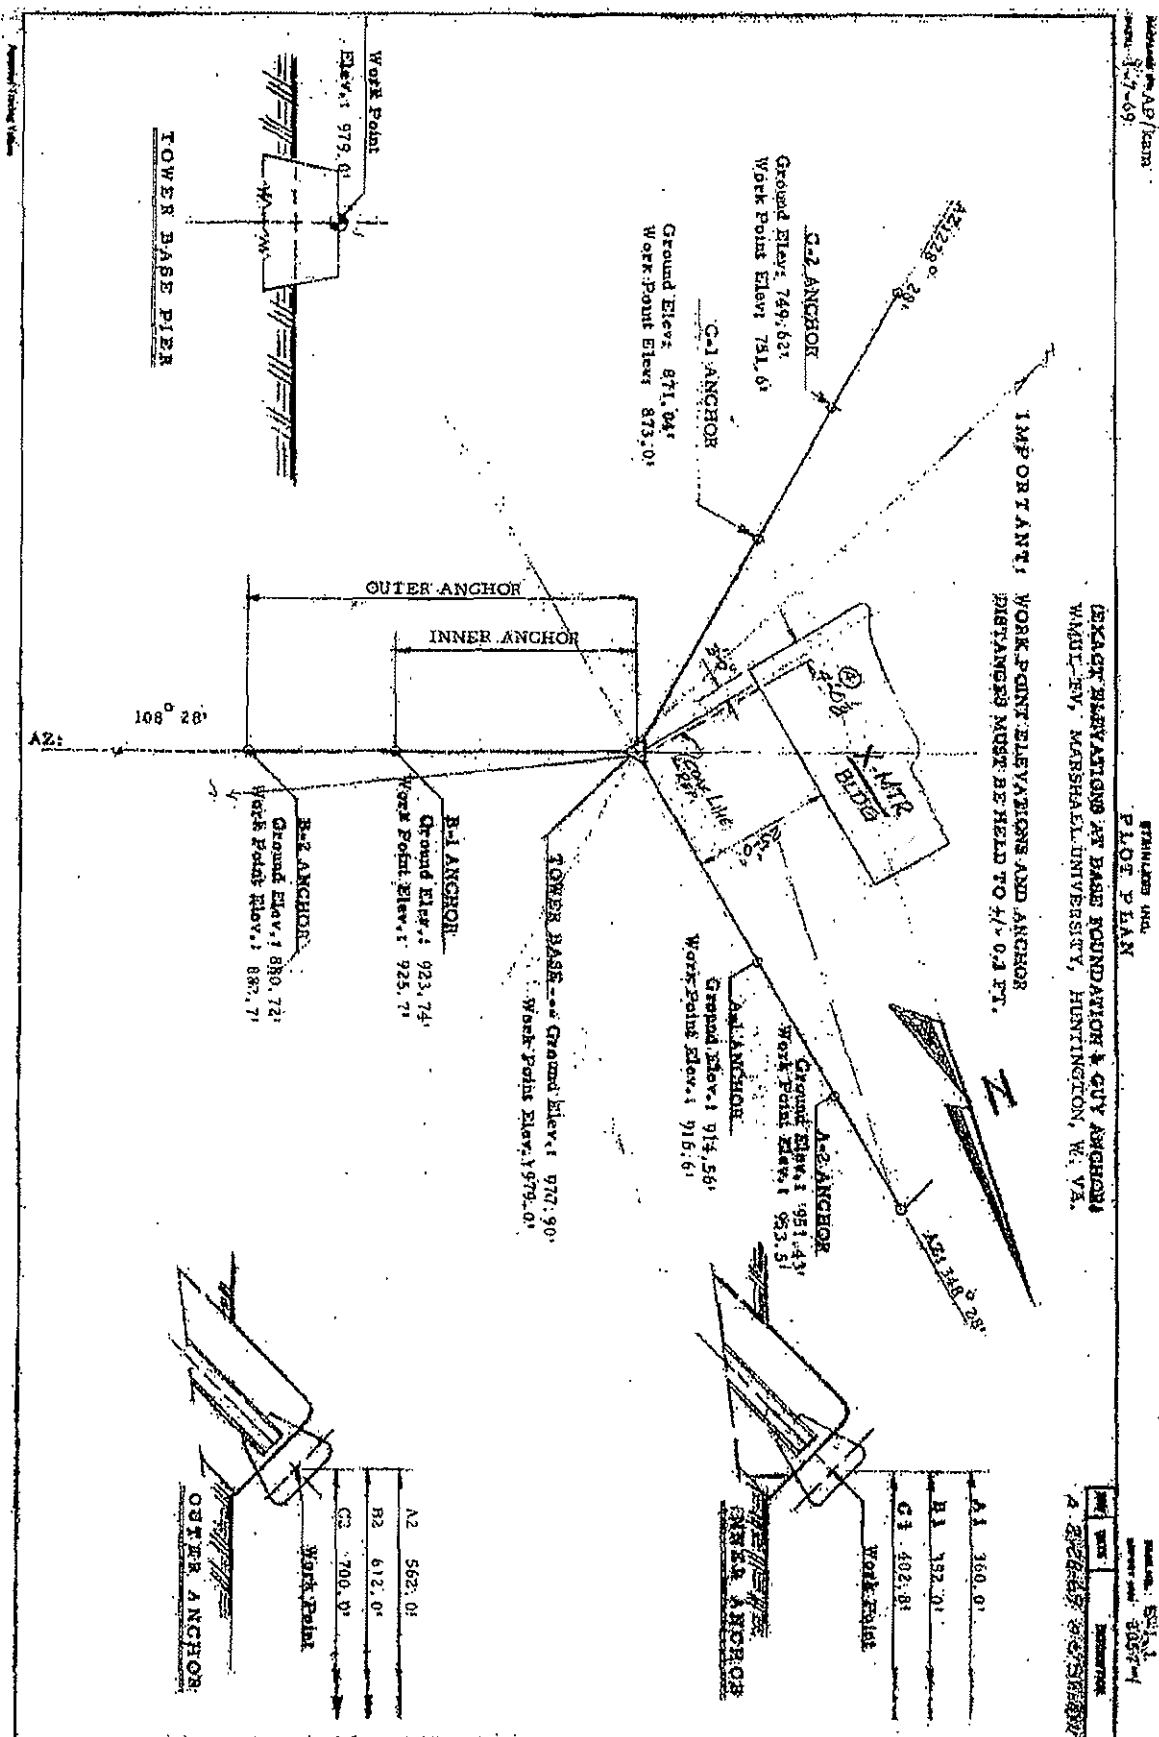 STAINLESS INC.
PLOT PLAN
EXACT ELEVATIONS AT BASE FOUNDATION & GUY ANCHORS
WMUL-TV, MARSHALL UNIVERSITY, HUNTINGTON, W. VA.
IMPORTANT: WORK POINT ELEVATIONS AND ANCHOR
DISTANCES MUST BE HELD TO +/- 0.1 FT.
AZ: 228° 28'
C-2 ANCHOR
Ground Elev: 749.62'
Work Point Elev: 751.6'
C-1 ANCHOR
Ground Elev: 871.04'
Work Point Elev: 873.0'
XMTR
BLDG
N
AZ: 348° 28'
A-2 ANCHOR
Ground Elev.: 951.43'
Work Point Elev.: 953.5'
A-1 ANCHOR
Ground Elev.: 914.56'
Work Point Elev.: 916.6'
OUTER ANCHOR
INNER ANCHOR
TOWER BASE --- Ground Elev.: 977.90'
Work Point Elev.: 979.0'
B-1 ANCHOR
Ground Elev.: 923.74'
Work Point Elev.: 925.7'
B-2 ANCHOR
Ground Elev.: 880.72'
Work Point Elev.: 882.7'
AZ: 108° 28'
Work Point
Elev.: 979.0'
TOWER BASE PIER
A1 360.0'
B1 392.0'
C1 402.8'
Work Point
INNER ANCHOR
A2 562.0'
B2 612.0'
C2 700.0'
Work Point
OUTER ANCHOR